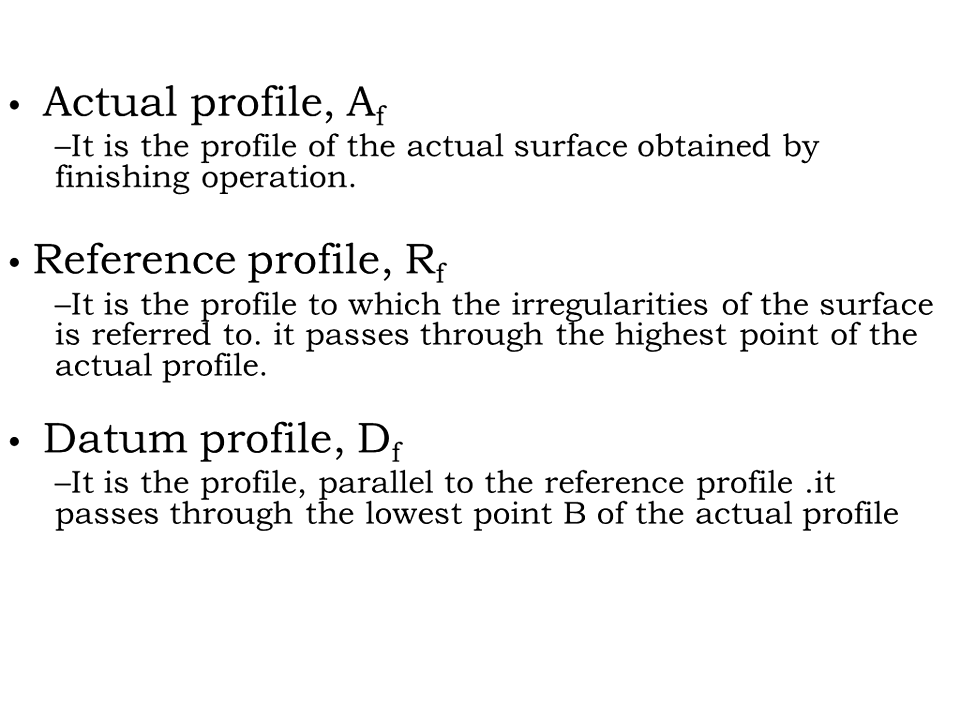 • Actual profile, Af
–It is the profile of the actual surface obtained by
finishing operation.
• Reference profile, Rf
–It is the profile to which the irregularities of the surface
is referred to. it passes through the highest point of the
actual profile.
• Datum profile, Df
–It is the profile, parallel to the reference profile .it
passes through the lowest point B of the actual profile